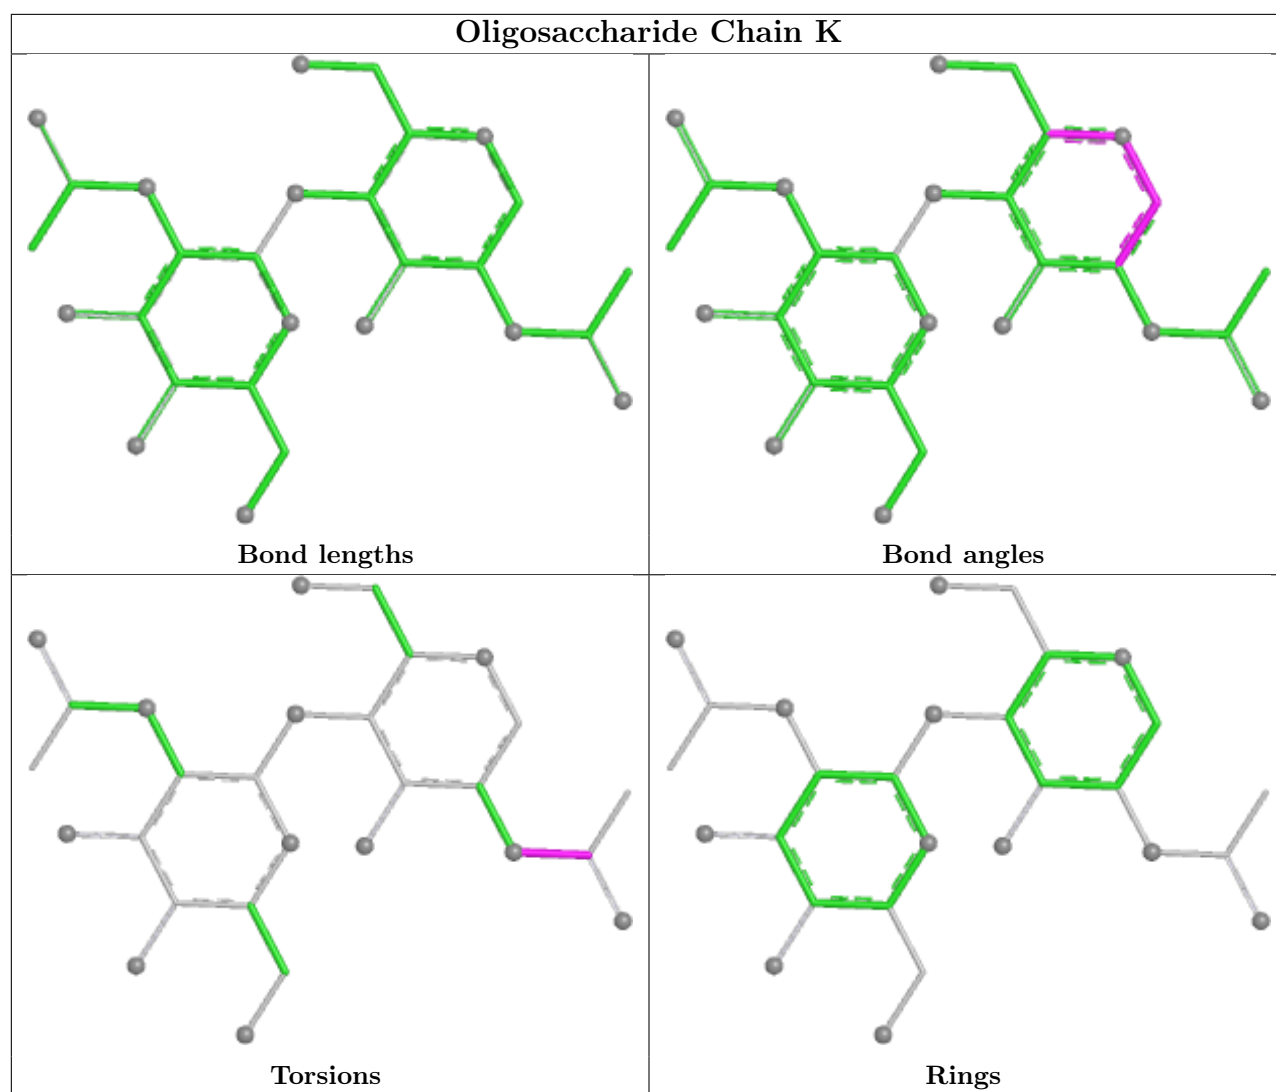 Oligosaccharide Chain K
Bond lengths
Bond angles
Torsions
Rings